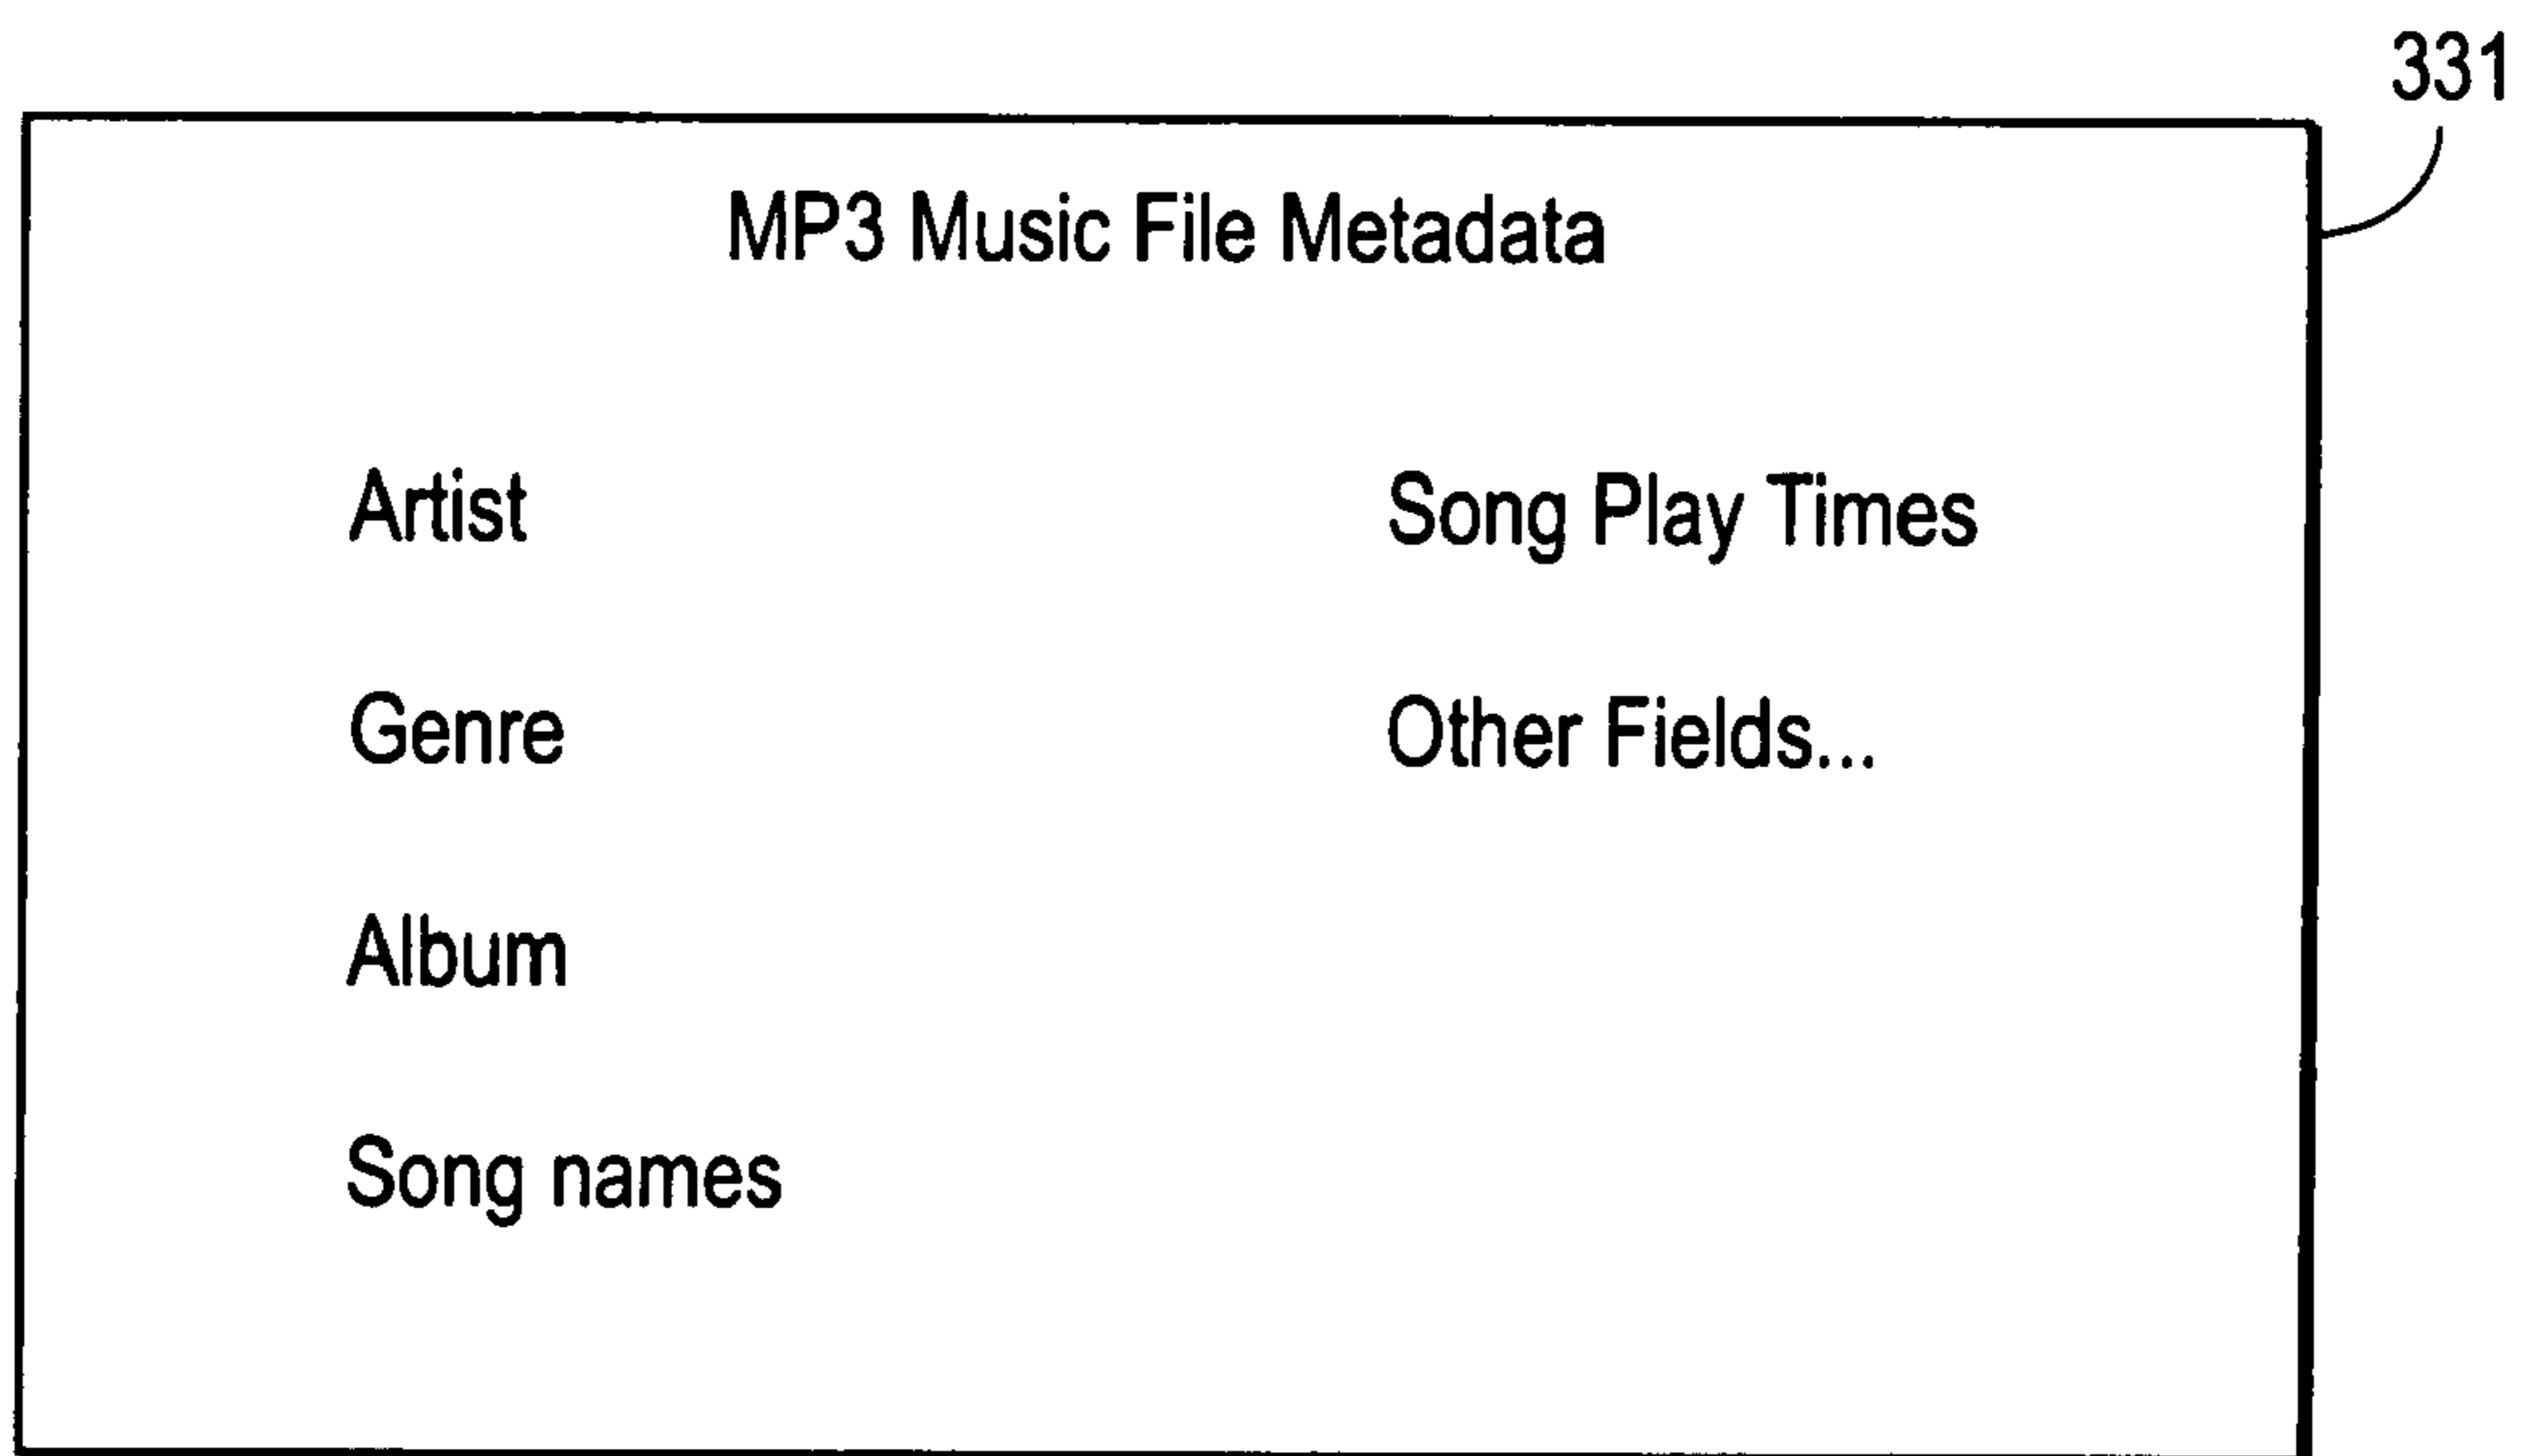 331
MP3 Music File Metadata
Artist
Genre
Album
Song names
Song Play Times
Other Fields...